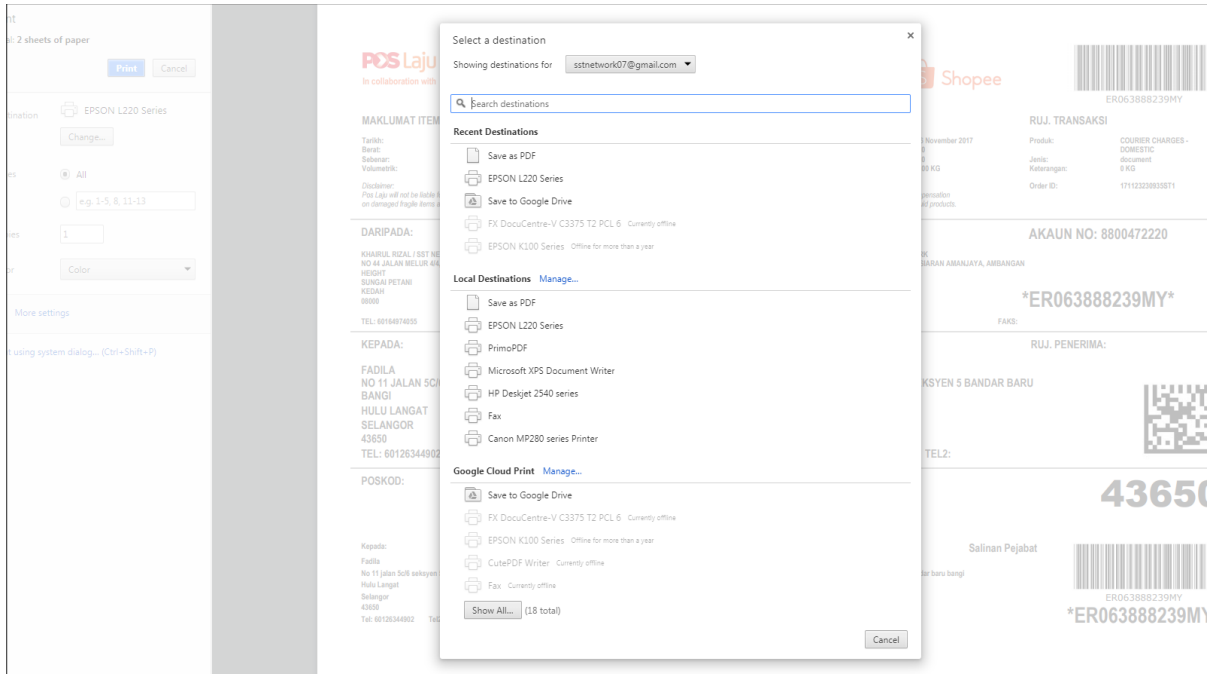 nt
al: 2 sheets of paper
Print Cancel
tination EPSON L220 Series
Change...
es All
e.g. 1-5, 8, 11-13
ies 1
or Color
More settings
t using system dialog... (Ctrl+Shift+P)
Select a destination ×
Showing destinations for sstnetwork07@gmail.com
Search destinations
Recent Destinations
Save as PDF
EPSON L220 Series
Save to Google Drive
FX DocuCentre-V C3375 T2 PCL 6 Currently offline
EPSON K100 Series Offline for more than a year
Local Destinations Manage...
Save as PDF
EPSON L220 Series
PrimoPDF
Microsoft XPS Document Writer
HP Deskjet 2540 series
Fax
Canon MP280 series Printer
Google Cloud Print Manage...
Save to Google Drive
FX DocuCentre-V C3375 T2 PCL 6 Currently offline
EPSON K100 Series Offline for more than a year
CutePDF Writer Currently offline
Fax Currently offline
Show All... (18 total)
Cancel
POS Laju
In collaboration with
Shopee
ER063888239MY
MAKLUMAT ITEM
RUJ. TRANSAKSI
Tarikh: November 2017 Produk: COURIER CHARGES -
Berat: DOMESTIC
Sebenar: Jenis: document
Volumetrik: KG Keterangan: 0 KG
Disclaimer: Order ID:
Pos Laju will not be liable
on damaged fragile items
DARIPADA: AKAUN NO: 8800472220
KHAIRUL RIZAL / SST NE
NO 44 JALAN MELUR
HEIGHT
SUNGAI PETANI
KEDAH
AMANJAYA, AMBANGAN
*ER063888239MY*
FAKS:
KEPADA: RUJ. PENERIMA:
FADILA
NO 11 JALAN 5C/ KSYEN 5 BANDAR BARU
BANGI
HULU LANGAT
SELANGOR
43650
TEL: 60126344902 TEL2:
POSKOD: 43650
Kepada: Salinan Pejabat
Fadila
No 11 jalan 5c/6 seksyen dar baru bangi
Hulu Langat
Selangor
43650
Tel: 60126344902 Tel
ER063888239MY
*ER063888239MY